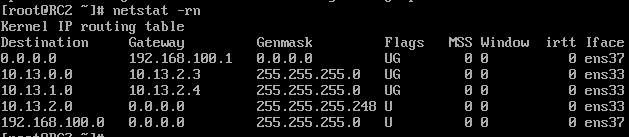 [root@RC2 ~]# netstat -rn
Kernel IP routing table
Destination     Gateway         Genmask         Flags   MSS Window  irtt Iface
0.0.0.0         192.168.100.1   0.0.0.0         UG        0 0          0 ens37
10.13.0.0       10.13.2.3       255.255.255.0   UG        0 0          0 ens33
10.13.1.0       10.13.2.4       255.255.255.0   UG        0 0          0 ens33
10.13.2.0       0.0.0.0         255.255.255.248 U         0 0          0 ens33
192.168.100.0   0.0.0.0         255.255.255.0   U         0 0          0 ens37
[root@RC2 ~]#